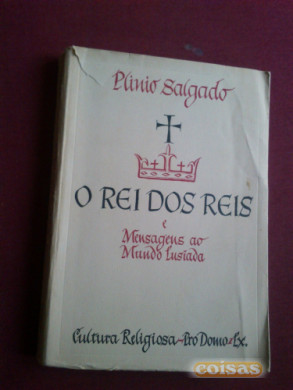 Plinio Salgado
O REI DOS REIS
e
Mensagens ao
Mundo Lusíada
Cultura Religiosa - Pro Domo - Lx.
coisas